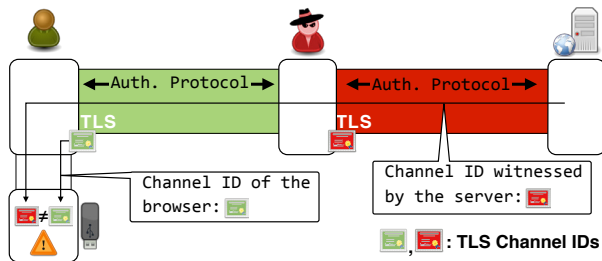 Auth. Protocol
Auth. Protocol
TLS
TLS
Channel ID of the
browser:
Channel ID witnessed
by the server:
≠
, : TLS Channel IDs